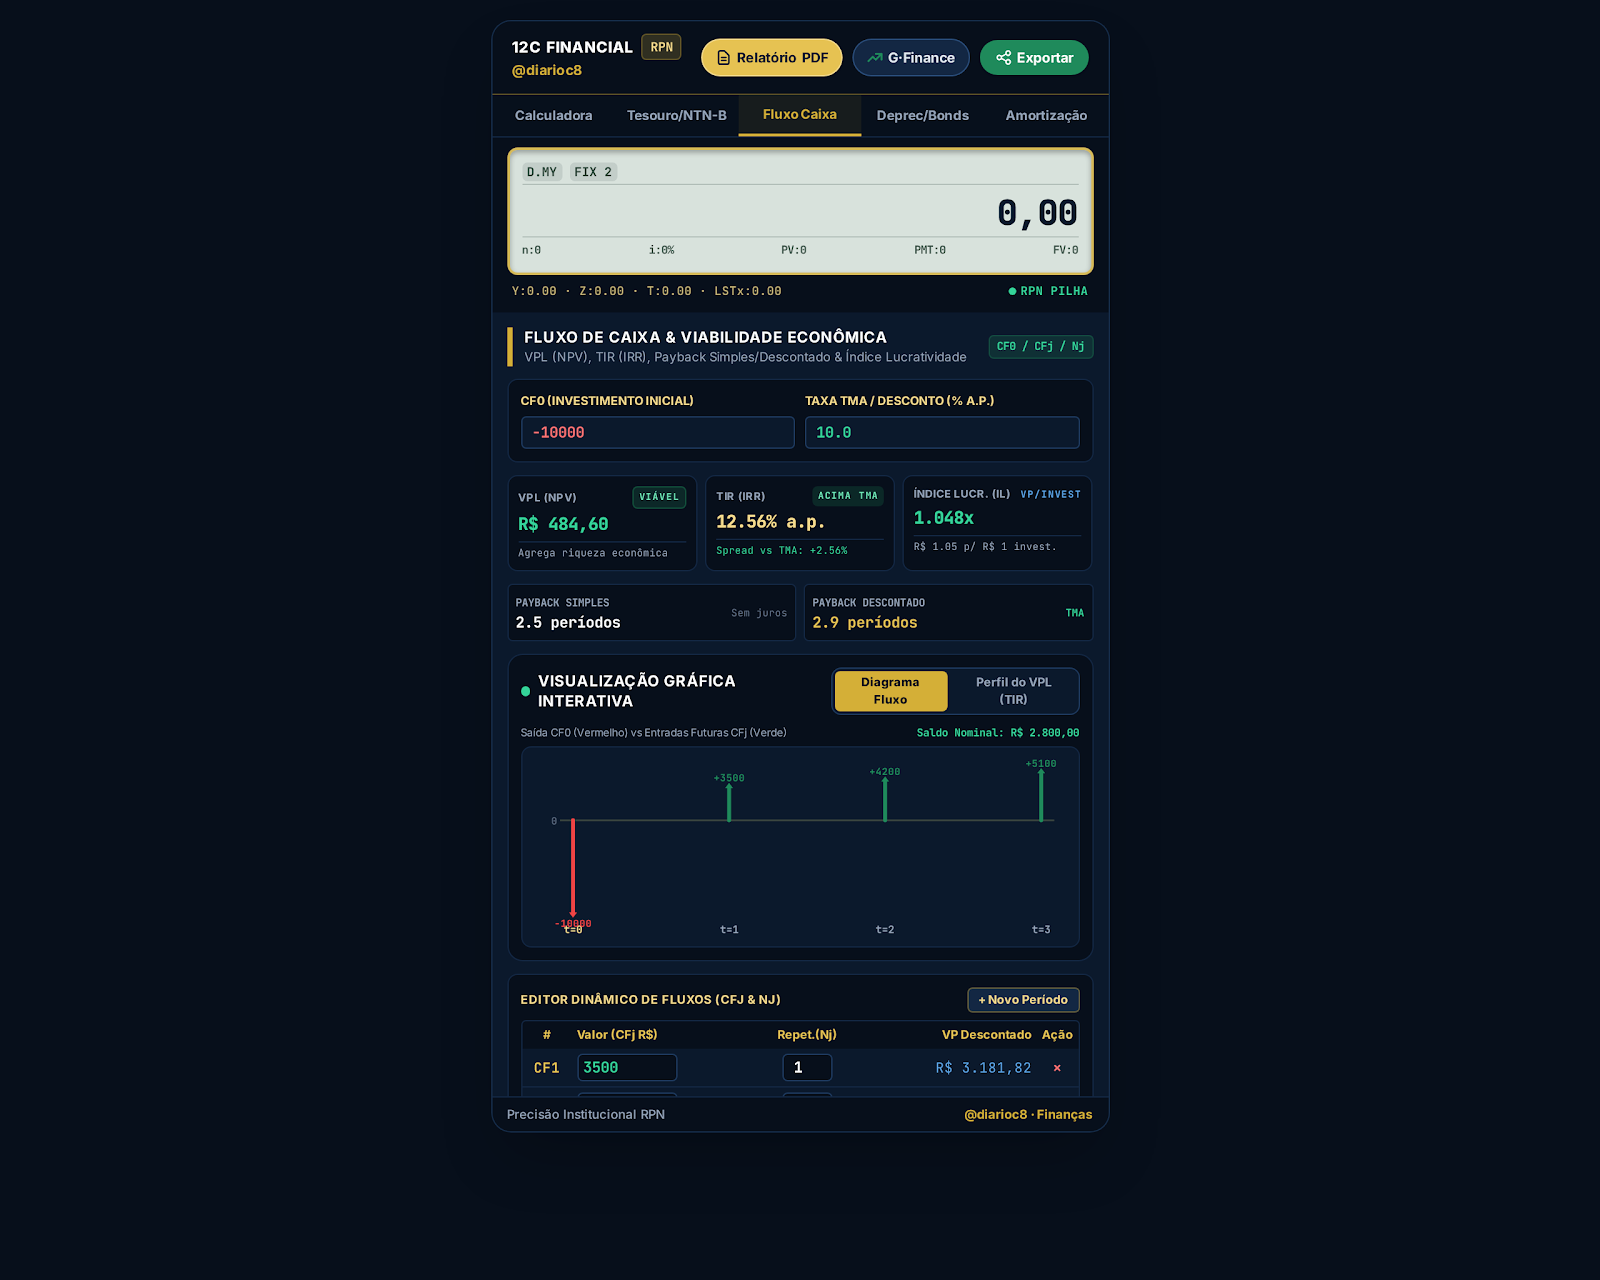 12C FINANCIAL RPN
@diarioc8
Relatório PDF
G·Finance
Exportar
Calculadora
Tesouro/NTN-B
Fluxo Caixa
Deprec/Bonds
Amortização
D.MY FIX 2
0,00
n:0 i:0% PV:0 PMT:0 FV:0
Y:0.00 · Z:0.00 · T:0.00 · LSTx:0.00
RPN PILHA
FLUXO DE CAIXA & VIABILIDADE ECONÔMICA
VPL (NPV), TIR (IRR), Payback Simples/Descontado & Índice Lucratividade
CF0 / CFj / Nj
CF0 (INVESTIMENTO INICIAL)
-10000
TAXA TMA / DESCONTO (% A.P.)
10.0
VPL (NPV) VIÁVEL
R$ 484,60
Agrega riqueza econômica
TIR (IRR) ACIMA TMA
12.56% a.p.
Spread vs TMA: +2.56%
ÍNDICE LUCR. (IL) VP/INVEST
1.048x
R$ 1.05 p/ R$ 1 invest.
PAYBACK SIMPLES
2.5 períodos
Sem juros
PAYBACK DESCONTADO
2.9 períodos
TMA
VISUALIZAÇÃO GRÁFICA
INTERATIVA
Diagrama
Fluxo
Perfil do VPL
(TIR)
Saída CF0 (Vermelho) vs Entradas Futuras CFj (Verde)
Saldo Nominal: R$ 2.800,00
+3500
+4200
+5100
0
-10000
t=0
t=1
t=2
t=3
EDITOR DINÂMICO DE FLUXOS (CFJ & NJ)
+ Novo Período
# Valor (CFj R$) Repet.(Nj) VP Descontado Ação
CF1 3500 1 R$ 3.181,82 ×
Precisão Institucional RPN
@diarioc8 · Finanças